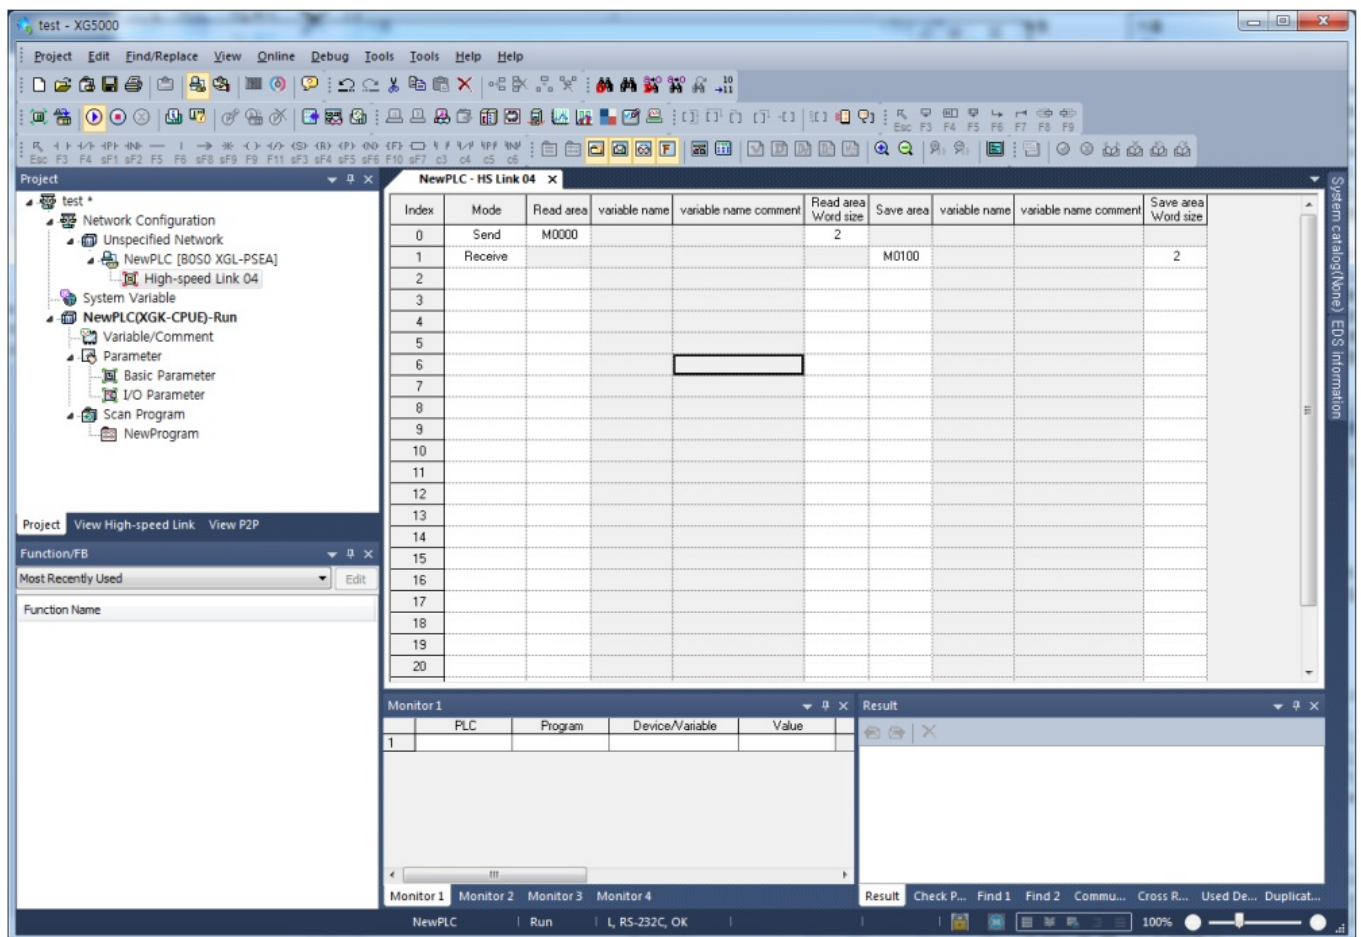 test - XG5000
Project Edit Find/Replace View Online Debug Tools Tools Help Help
Esc F3 F4 F5 F6 F7 F8 F9
Esc F3 F4 sF1 sF2 F5 F6 sF8 sF9 F9 F11 sF3 sF4 sF5 sF6 F10 sF7 c3 c4 c5 c6
Project
test *
Network Configuration
Unspecified Network
NewPLC [B0S0 XGL-PSEA]
High-speed Link 04
System Variable
NewPLC(XGK-CPUE)-Run
Variable/Comment
Parameter
Basic Parameter
I/O Parameter
Scan Program
NewProgram
Project View High-speed Link View P2P
Function/FB
Most Recently Used Edit
Function Name
NewPLC - HS Link 04
Index Mode Read area variable name variable name comment Read area Word size Save area variable name variable name comment Save area Word size
0 Send M0000 2
1 Receive M0100 2
2
3
4
5
6
7
8
9
10
11
12
13
14
15
16
17
18
19
20
System catalog(None) EDS information
Monitor 1
PLC Program Device/Variable Value
1
Monitor 1 Monitor 2 Monitor 3 Monitor 4
Result
Result Check P... Find 1 Find 2 Commu... Cross R... Used De... Duplicat...
NewPLC Run L, RS-232C, OK 100%